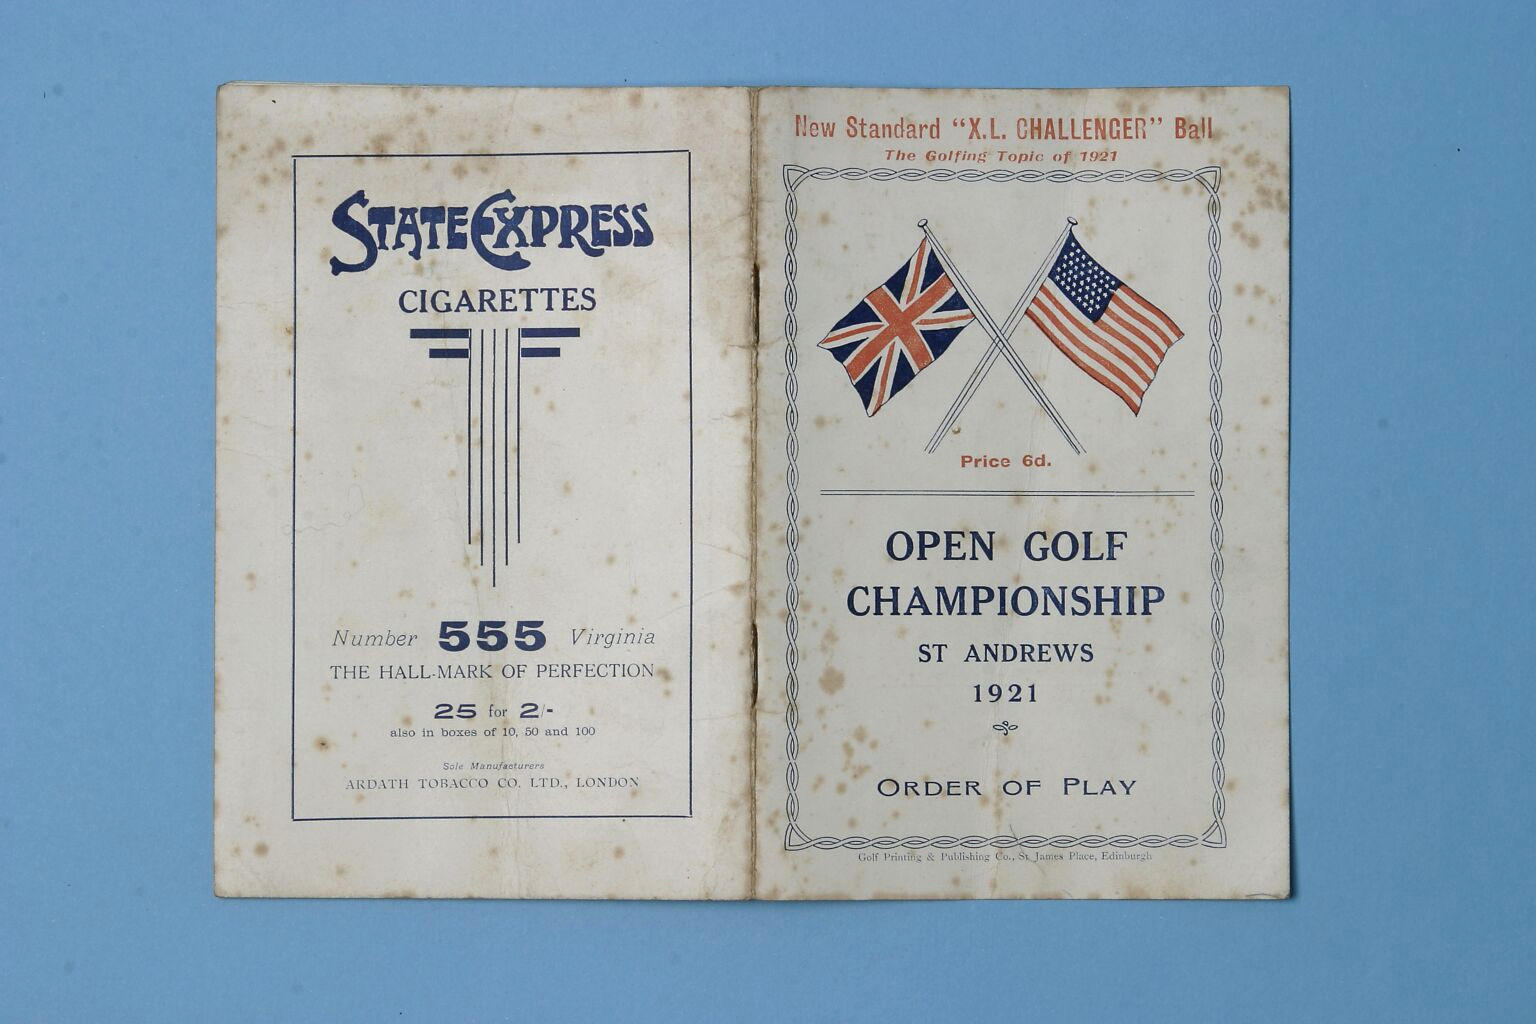 STATE EXPRESS
CIGARETTES
Number 555 Virginia
THE HALL-MARK OF PERFECTION
25 for 2/-
also in boxes of 10, 50 and 100
Sole Manufacturers
ARDATH TOBACCO CO. LTD., LONDON
New Standard "X.L. CHALLENGER" Ball
The Golfing Topic of 1921
Price 6d.
OPEN GOLF
CHAMPIONSHIP
ST ANDREWS
1921
ORDER OF PLAY
Golf Printing & Publishing Co., St James Place, Edinburgh